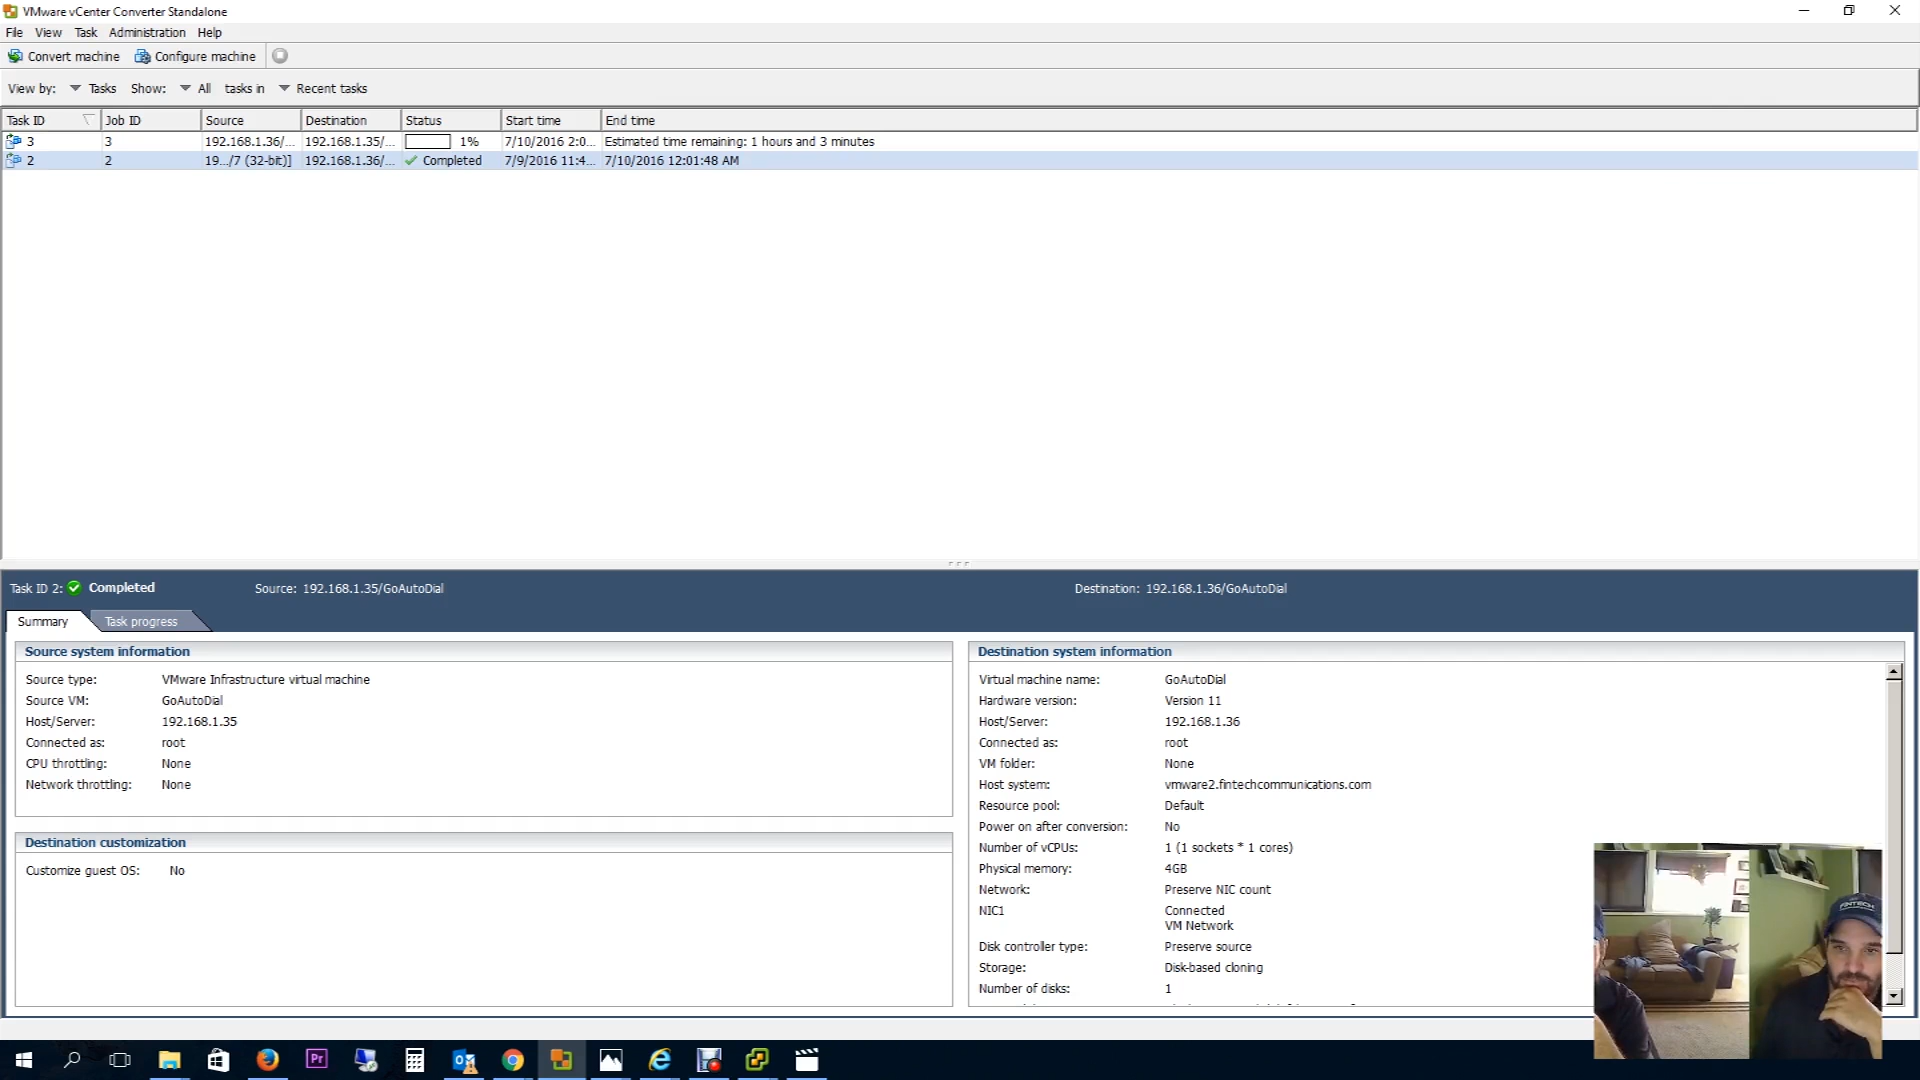 VMware vCenter Converter Standalone
File View Task Administration Help
Convert machine Configure machine
View by: Tasks Show: All tasks in Recent tasks
Task ID Job ID Source Destination Status Start time End time
3 3 192.168.1.36/... 192.168.1.35/... 1% 7/10/2016 2:0... Estimated time remaining: 1 hours and 3 minutes
2 2 19.../7 (32-bit)] 192.168.1.36/... Completed 7/9/2016 11:4... 7/10/2016 12:01:48 AM
Task ID 2: Completed Source: 192.168.1.35/GoAutoDial Destination: 192.168.1.36/GoAutoDial
Summary Task progress
Source system information
Source type: VMware Infrastructure virtual machine
Source VM: GoAutoDial
Host/Server: 192.168.1.35
Connected as: root
CPU throttling: None
Network throttling: None
Destination customization
Customize guest OS: No
Destination system information
Virtual machine name: GoAutoDial
Hardware version: Version 11
Host/Server: 192.168.1.36
Connected as: root
VM folder: None
Host system: vmware2.fintechcommunications.com
Resource pool: Default
Power on after conversion: No
Number of vCPUs: 1 (1 sockets * 1 cores)
Physical memory: 4GB
Network: Preserve NIC count
NIC1 Connected
VM Network
Disk controller type: Preserve source
Storage: Disk-based cloning
Number of disks: 1
FINTECH
Pr